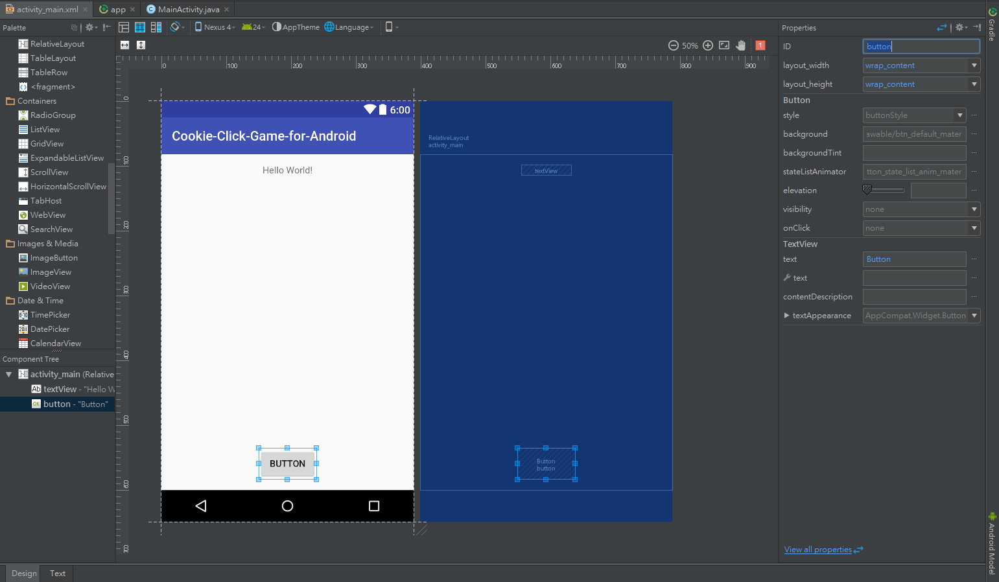 activity_main.xml
app
MainActivity.java
Palette
Nexus 4
24
AppTheme
Language
Properties
Gradle
RelativeLayout
TableLayout
TableRow
<fragment>
Containers
RadioGroup
ListView
GridView
ExpandableListView
ScrollView
HorizontalScrollView
TabHost
WebView
SearchView
Images & Media
ImageButton
ImageView
VideoView
Date & Time
TimePicker
DatePicker
CalendarView
Component Tree
activity_main (Relative
Ab textView - "Hello W
OK button - "Button"
50%
1
0 100 200 300 400 500 600 700 800 900
0
100
200
300
400
500
600
700
6:00
Cookie-Click-Game-for-Android
Hello World!
BUTTON
RelativeLayout
activity_main
textView
Button
button
ID button
layout_width wrap_content
layout_height wrap_content
Button
style buttonStyle
background awable/btn_default_mater
backgroundTint
stateListAnimator tton_state_list_anim_mater
elevation
visibility none
onClick none
TextView
text Button
text
contentDescription
textAppearance AppCompat.Widget.Button
View all properties
Android Model
Design
Text